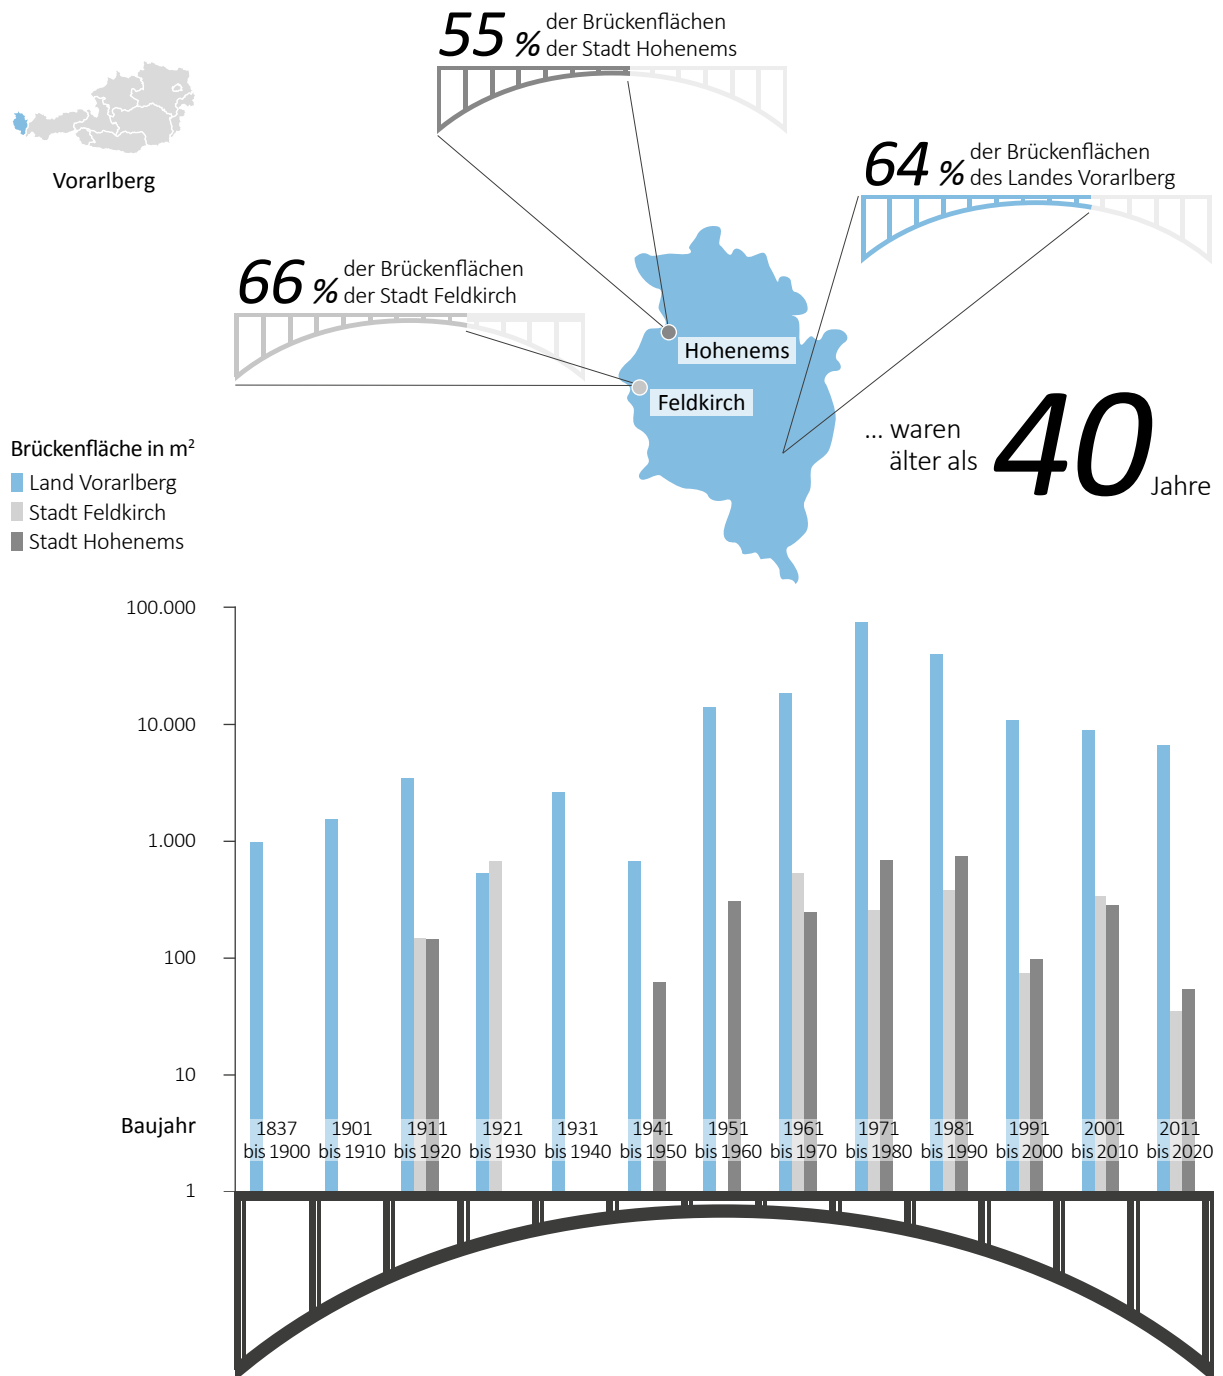 55 % der Brückenflächen
der Stadt Hohenems
Vorarlberg
64 % der Brückenflächen
des Landes Vorarlberg
66 % der Brückenflächen
der Stadt Feldkirch
Hohenems
Feldkirch
... waren
älter als
40 Jahre
Brückenfläche in m²
Land Vorarlberg
Stadt Feldkirch
Stadt Hohenems
100.000
10.000
1.000
100
10
1
Baujahr
1837
bis 1900
1901
bis 1910
1911
bis 1920
1921
bis 1930
1931
bis 1940
1941
bis 1950
1951
bis 1960
1961
bis 1970
1971
bis 1980
1981
bis 1990
1991
bis 2000
2001
bis 2010
2011
bis 2020